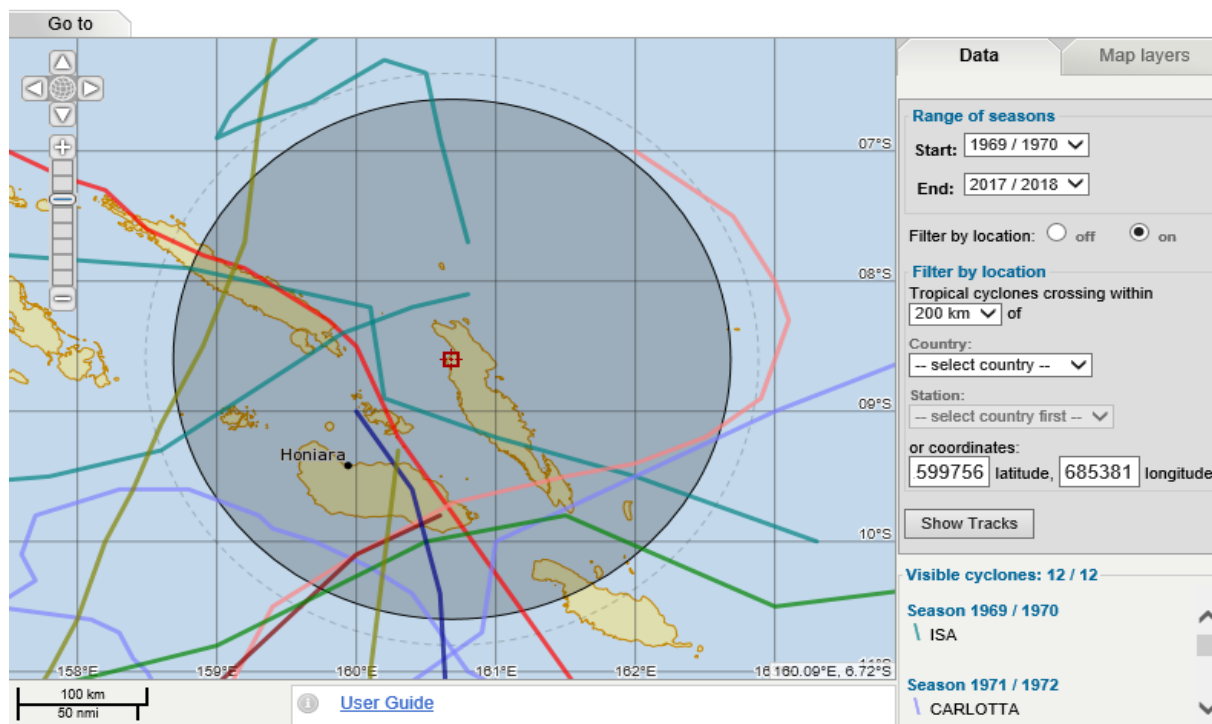 Go to
Data
Map layers
Range of seasons
Start: 1969 / 1970
End: 2017 / 2018
Filter by location: off on
Filter by location
Tropical cyclones crossing within
200 km of
Country:
-- select country --
Station:
-- select country first --
or coordinates:
.599756 latitude, 685381 longitude
Show Tracks
Visible cyclones: 12 / 12
Season 1969 / 1970
ISA
Season 1971 / 1972
CARLOTTA
07°S
08°S
09°S
Honiara
10°S
158°E 159°E 160°E 161°E 162°E 160.09°E, 6.72°S
100 km
50 nmi
User Guide